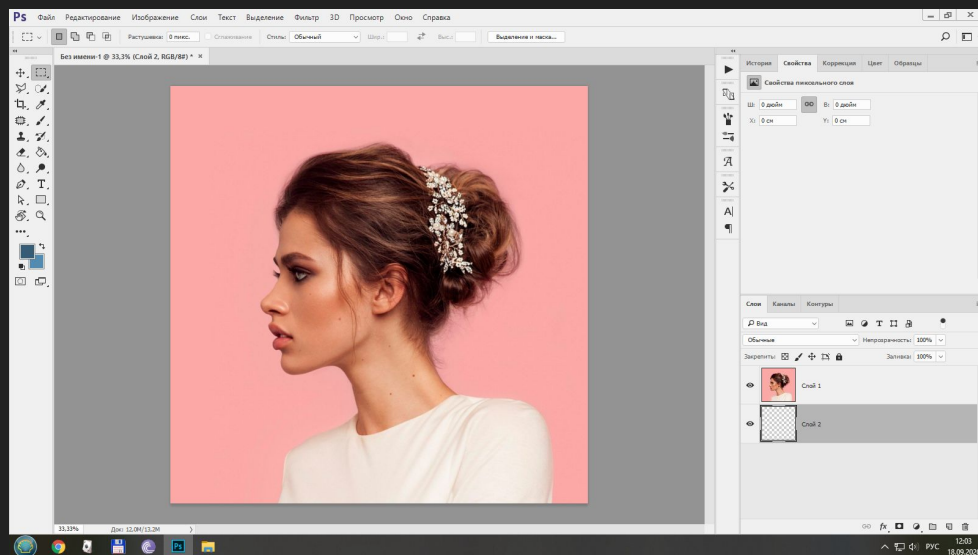 Ps Файл Редактирование Изображение Слои Текст Выделение Фильтр 3D Просмотр Окно Справка
Растушевка: 0 пикс. Сглаживание Стиль: Обычный Шир.: Выс.: Выделение и маска...
Без имени-1 @ 33,3% (Слой 2, RGB/8#) * ×
История Свойства Коррекция Цвет Образцы
Свойства пиксельного слоя
Ш: 0 дюйм В: 0 дюйм
X: 0 см Y: 0 см
Слои Каналы Контуры
Вид
Обычные Непрозрачность: 100%
Закрепить: Заливка: 100%
Слой 1
Слой 2
33,33% Док: 12,0M/13,2M
Ps РУС 12:03